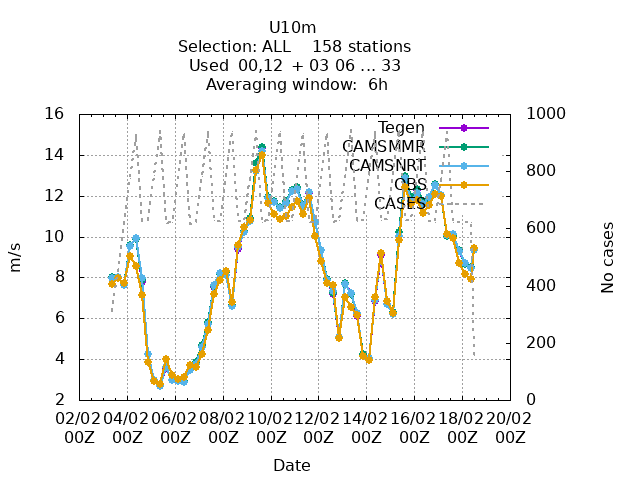 U10m
Selection: ALL    158 stations
Used  00,12  + 03 06 ... 33
Averaging window:  6h
16
14
12
10
8
6
4
2
m/s
1000
800
600
400
200
0
No cases
Tegen
CAMSMMR
CAMSNRT
OBS
CASES
02/02 04/02 06/02 08/02 10/02 12/02 14/02 16/02 18/02 20/02
00Z 00Z 00Z 00Z 00Z 00Z 00Z 00Z 00Z 00Z
Date